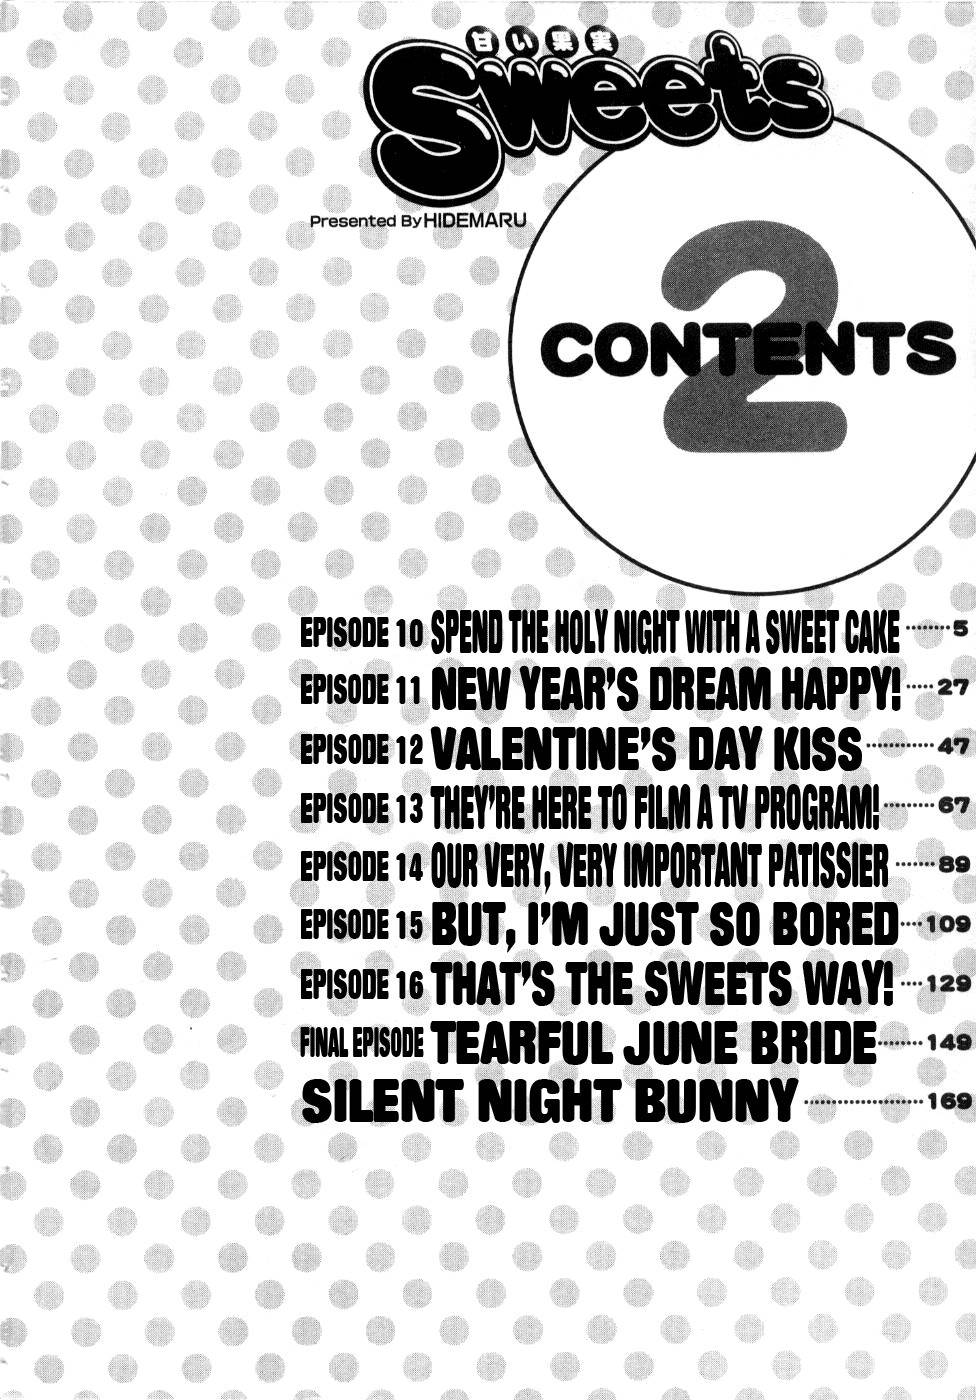 甘い果実
Sweets
Presented By HIDEMARU
2
CONTENTS
EPISODE 10 SPEND THE HOLY NIGHT WITH A SWEET CAKE ········ 5
EPISODE 11 NEW YEAR'S DREAM HAPPY! ····· 27
EPISODE 12 VALENTINE'S DAY KISS ············ 47
EPISODE 13 THEY'RE HERE TO FILM A TV PROGRAM! ········· 67
EPISODE 14 OUR VERY, VERY IMPORTANT PATISSIER ······· 89
EPISODE 15 BUT, I'M JUST SO BORED ···· 109
EPISODE 16 THAT'S THE SWEETS WAY! ···· 129
FINAL EPISODE TEARFUL JUNE BRIDE ········ 149
SILENT NIGHT BUNNY ····················· 169